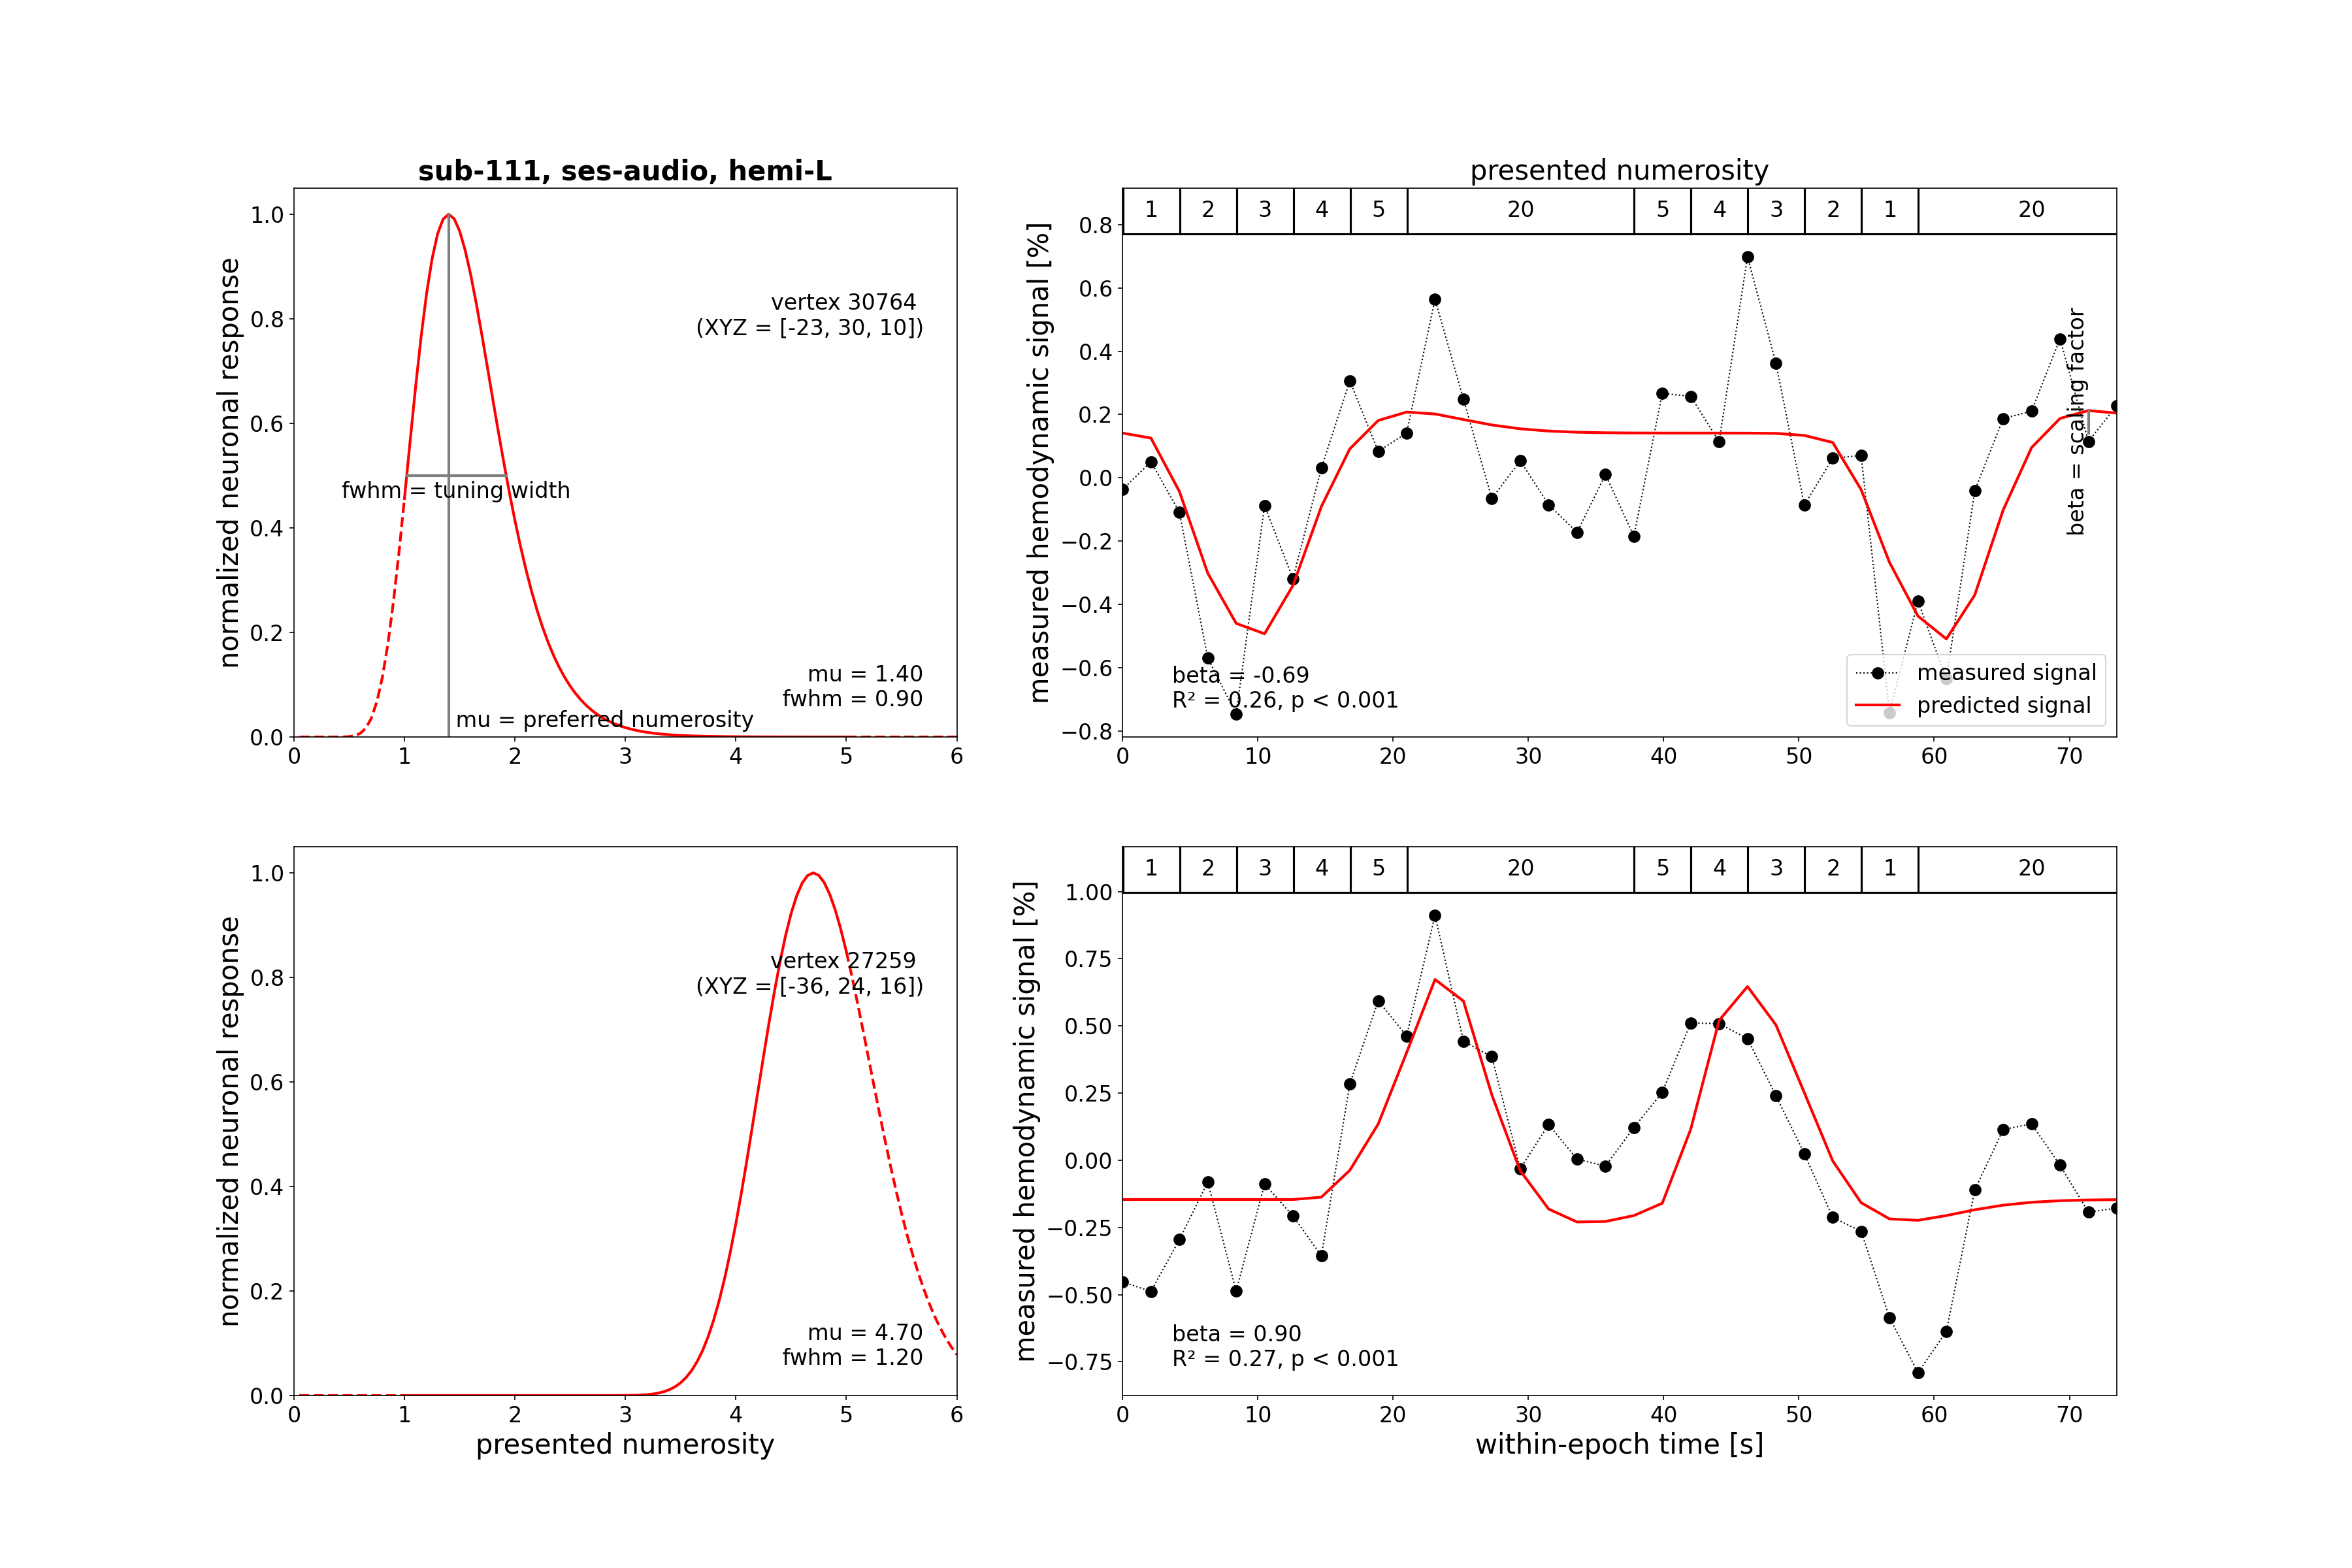 sub-111, ses-audio, hemi-L
normalized neuronal response
1.0
0.8
0.6
0.4
0.2
0.0
vertex 30764
(XYZ = [-23, 30, 10])
fwhm = tuning width
mu = 1.40
fwhm = 0.90
mu = preferred numerosity
0 1 2 3 4 5 6
presented numerosity
1 2 3 4 5 20 5 4 3 2 1 20
measured hemodynamic signal [%]
0.8
0.6
0.4
0.2
0.0
−0.2
−0.4
−0.6
−0.8
beta = scaling factor
beta = -0.69
R² = 0.26, p < 0.001
measured signal
predicted signal
0 10 20 30 40 50 60 70
normalized neuronal response
1.0
0.8
0.6
0.4
0.2
0.0
vertex 27259
(XYZ = [-36, 24, 16])
mu = 4.70
fwhm = 1.20
0 1 2 3 4 5 6
presented numerosity
1 2 3 4 5 20 5 4 3 2 1 20
measured hemodynamic signal [%]
1.00
0.75
0.50
0.25
0.00
−0.25
−0.50
−0.75
beta = 0.90
R² = 0.27, p < 0.001
0 10 20 30 40 50 60 70
within-epoch time [s]